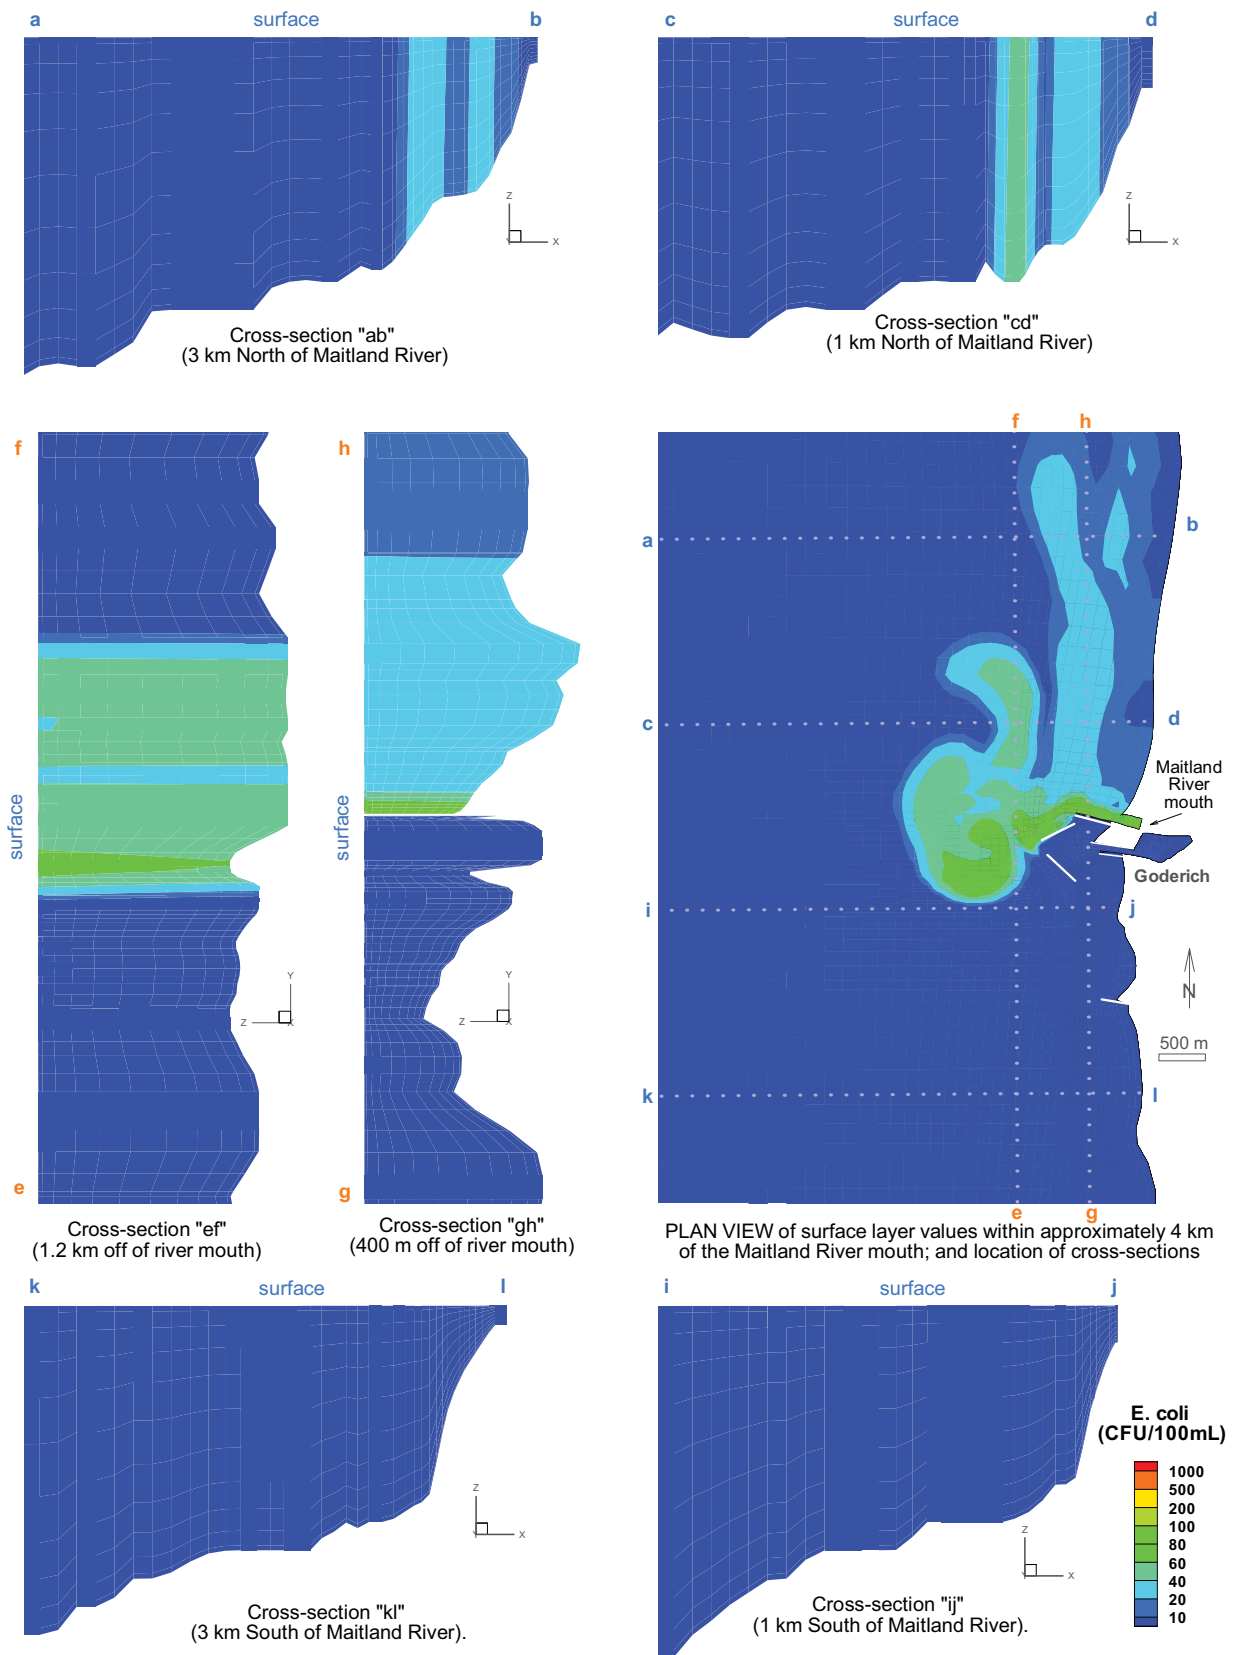 a surface b
c surface d
Z
X
Z
X
Cross-section "ab"
(3 km North of Maitland River)
Cross-section "cd"
(1 km North of Maitland River)
f
surface
e
Y
Z
X
Cross-section "ef"
(1.2 km off of river mouth)
h
surface
g
Y
Z
X
Cross-section "gh"
(400 m off of river mouth)
f h
a b
c d
Maitland
River
mouth
Goderich
i j
N
500 m
k l
e g
PLAN VIEW of surface layer values within approximately 4 km
of the Maitland River mouth; and location of cross-sections
k surface l
Z
Y X
Cross-section "kl"
(3 km South of Maitland River).
i surface j
Z
X
Cross-section "ij"
(1 km South of Maitland River).
E. coli
(CFU/100mL)
1000
500
200
100
80
60
40
20
10